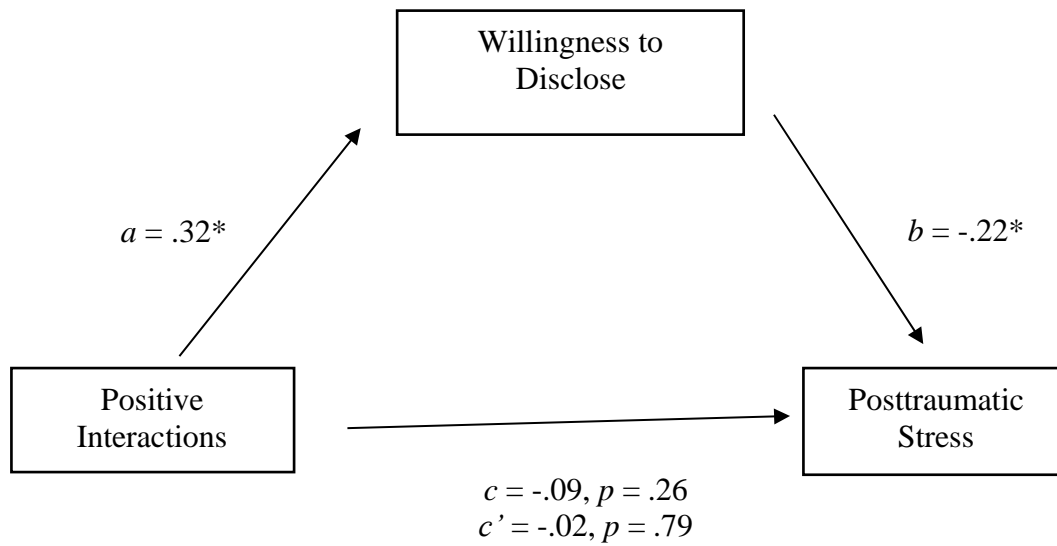 Willingness to
Disclose
a = .32*
b = -.22*
Positive
Interactions
Posttraumatic
Stress
c = -.09, p = .26
c’ = -.02, p = .79